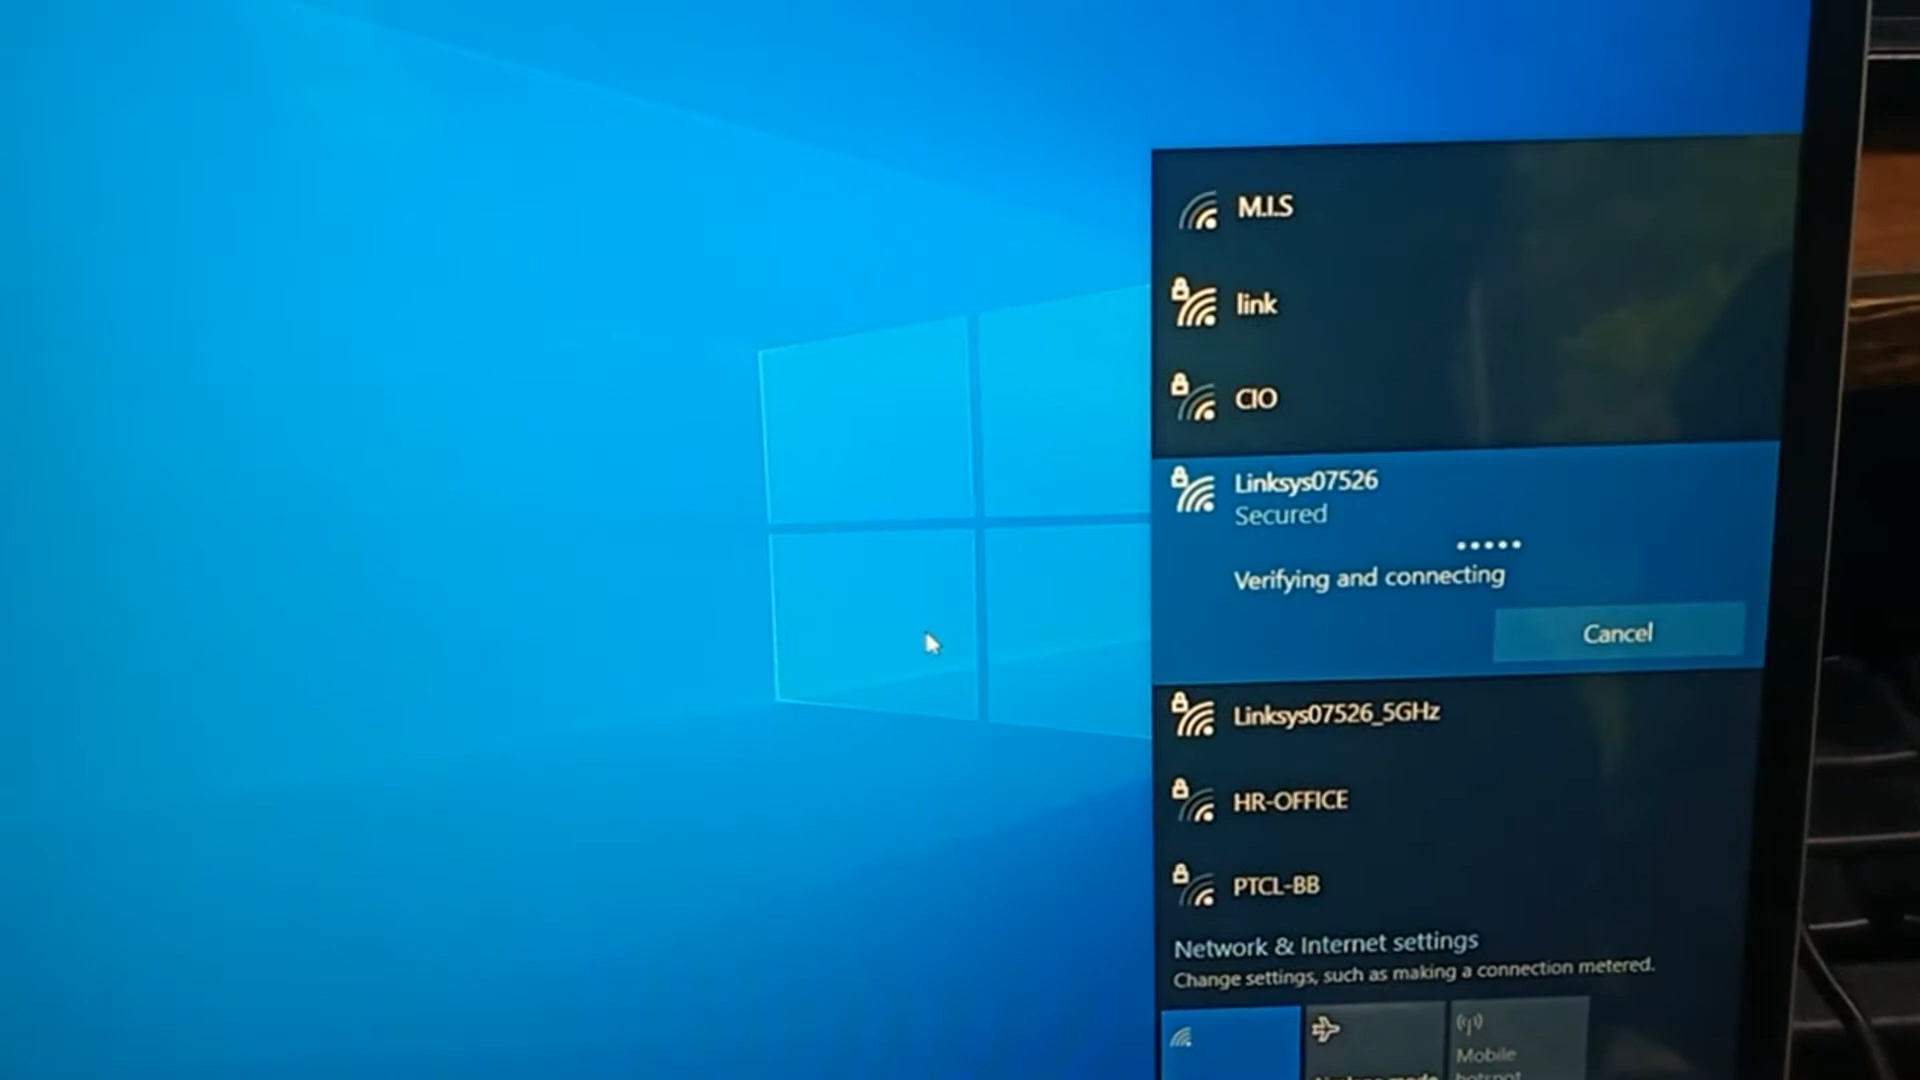 M.I.S
link
CIO
Linksys07526
Secured
Verifying and connecting
Cancel
Linksys07526_5GHz
HR-OFFICE
PTCL-BB
Network & Internet settings
Change settings, such as making a connection metered.
Mobile